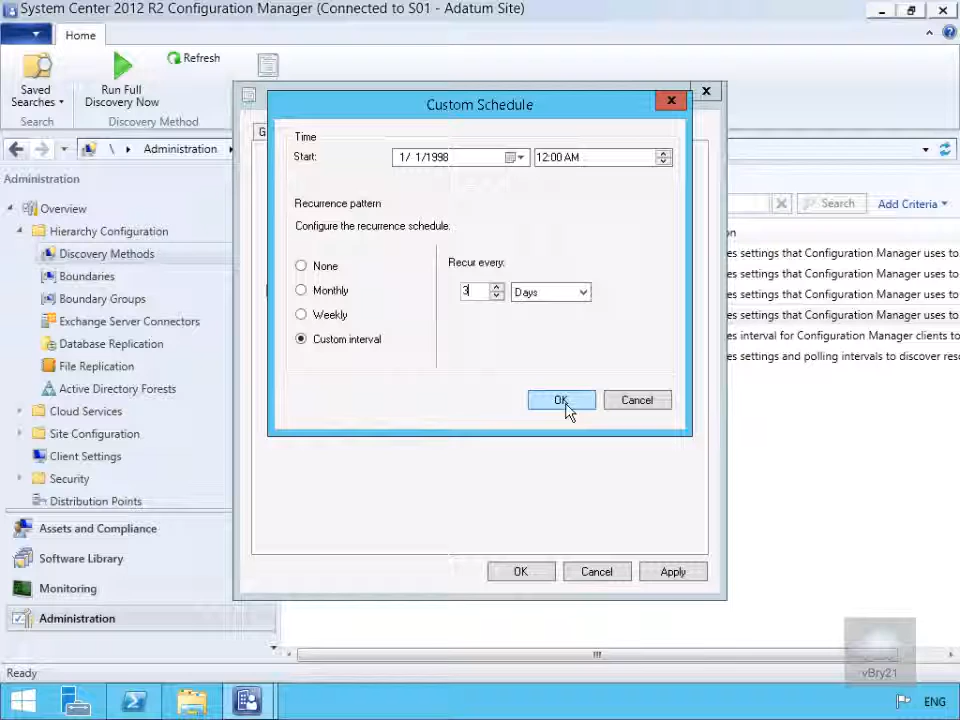 System Center 2012 R2 Configuration Manager (Connected to S01 - Adatum Site)
Home
Saved Searches
Run Full Discovery Now
Refresh
Search
Discovery Method
\ Administration
Administration
Overview
Hierarchy Configuration
Discovery Methods
Boundaries
Boundary Groups
Exchange Server Connectors
Database Replication
File Replication
Active Directory Forests
Cloud Services
Site Configuration
Client Settings
Security
Distribution Points
Assets and Compliance
Software Library
Monitoring
Administration
Ready
G
Custom Schedule
Time
Start:
1/ 1/1998
12:00 AM
Recurrence pattern
Configure the recurrence schedule:
None
Monthly
Weekly
Custom interval
Recur every:
3
Days
OK
Cancel
OK
Cancel
Apply
Search
Add Criteria
on
es settings that Configuration Manager uses to
es settings that Configuration Manager uses to
es settings that Configuration Manager uses to
es settings that Configuration Manager uses to
es interval for Configuration Manager clients to
es settings and polling intervals to discover res
vBry21
ENG